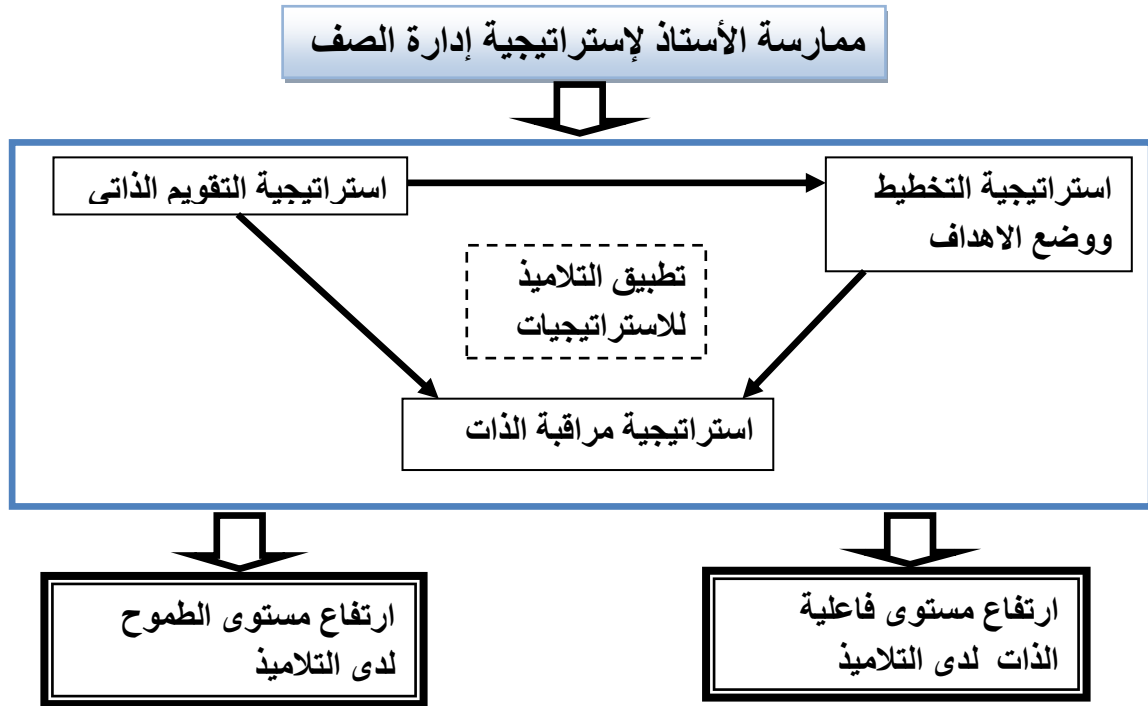 ممارسة الأستاذ لإستراتيجية إدارة الصف
استراتيجية التخطيط
ووضع الاهداف
استراتيجية التقويم الذاتي
تطبيق التلاميذ
للاستراتيجيات
استراتيجية مراقبة الذات
ارتفاع مستوى فاعلية
الذات لدى التلاميذ
ارتفاع مستوى الطموح
لدى التلاميذ